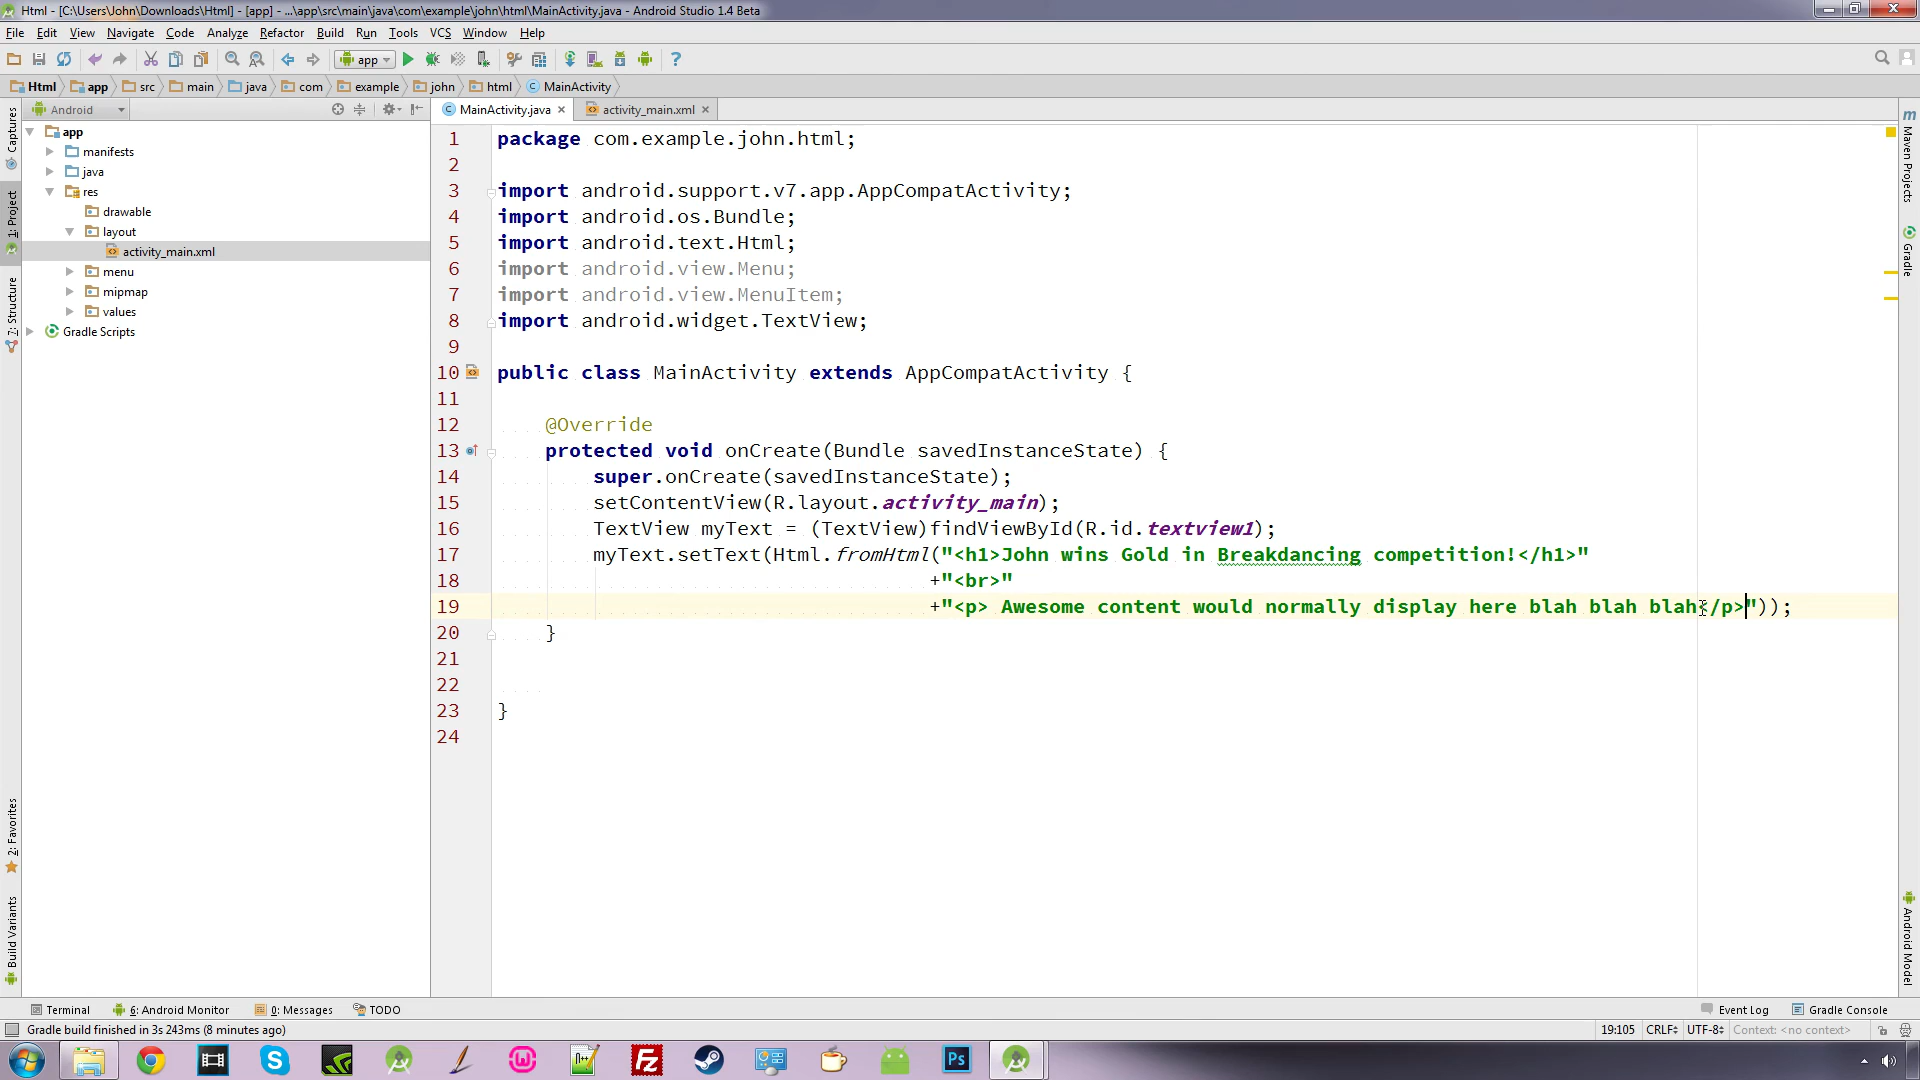 Html - [C:\Users\John\Downloads\Html] - [app] - ...\app\src\main\java\com\example\john\html\MainActivity.java - Android Studio 1.4 Beta
File Edit View Navigate Code Analyze Refactor Build Run Tools VCS Window Help
app
Html app src main java com example john html MainActivity
Android
MainActivity.java
activity_main.xml
Captures
1: Project
7: Structure
2: Favorites
Build Variants
app
manifests
java
res
drawable
layout
activity_main.xml
menu
mipmap
values
Gradle Scripts
1 package com.example.john.html;
2
3 import android.support.v7.app.AppCompatActivity;
4 import android.os.Bundle;
5 import android.text.Html;
6 import android.view.Menu;
7 import android.view.MenuItem;
8 import android.widget.TextView;
9
10 public class MainActivity extends AppCompatActivity {
11
12 @Override
13 protected void onCreate(Bundle savedInstanceState) {
14 super.onCreate(savedInstanceState);
15 setContentView(R.layout.activity_main);
16 TextView myText = (TextView)findViewById(R.id.textview1);
17 myText.setText(Html.fromHtml("<h1>John wins Gold in Breakdancing competition!</h1>"
18 +"<br>"
19 +"<p> Awesome content would normally display here blah blah blah</p>"));
20 }
21
22
23 }
24
Maven Projects
Gradle
Android Model
Terminal 6: Android Monitor 0: Messages TODO Event Log Gradle Console
Gradle build finished in 3s 243ms (8 minutes ago) 19:105 CRLF UTF-8 Context: <no context>
Fz
Ps